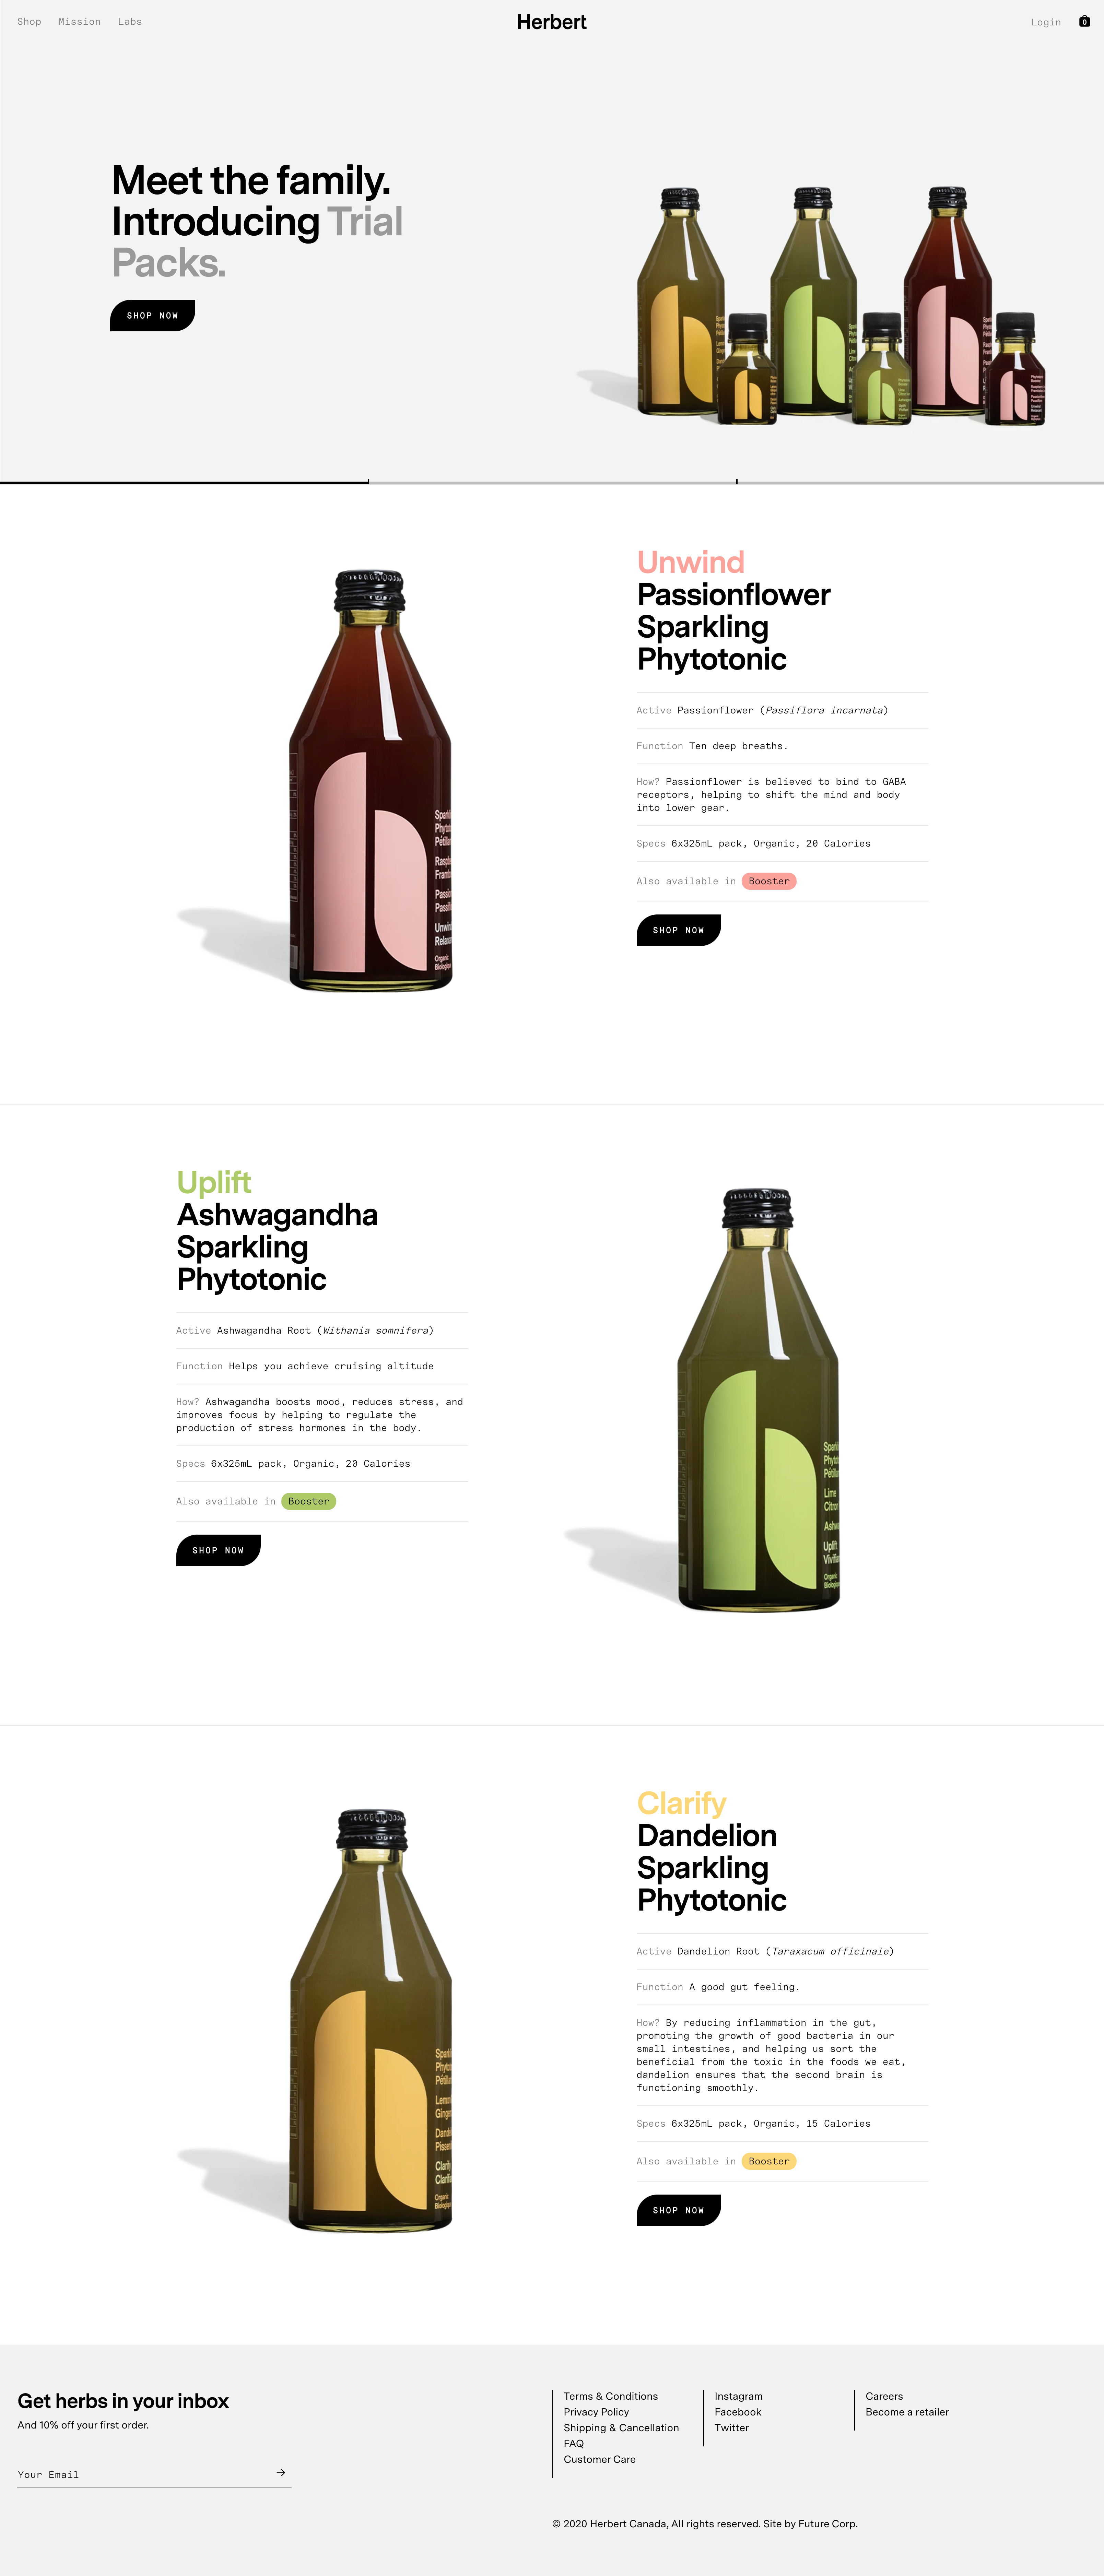 Shop Mission Labs
Herbert
Login
0
Meet the family.
Introducing Trial
Packs.
SHOP NOW
Unwind
Passionflower
Sparkling
Phytotonic
Active Passionflower (Passiflora incarnata)
Function Ten deep breaths.
How? Passionflower is believed to bind to GABA
receptors, helping to shift the mind and body
into lower gear.
Specs 6x325mL pack, Organic, 20 Calories
Also available in Booster
SHOP NOW
Organic
Uplift
Ashwagandha
Sparkling
Phytotonic
Active Ashwagandha Root (Withania somnifera)
Function Helps you achieve cruising altitude
How? Ashwagandha boosts mood, reduces stress, and
improves focus by helping to regulate the
production of stress hormones in the body.
Specs 6x325mL pack, Organic, 20 Calories
Also available in Booster
SHOP NOW
Lime
Citron
Uplift
Organic
Clarify
Dandelion
Sparkling
Phytotonic
Active Dandelion Root (Taraxacum officinale)
Function A good gut feeling.
How? By reducing inflammation in the gut,
promoting the growth of good bacteria in our
small intestines, and helping us sort the
beneficial from the toxic in the foods we eat,
dandelion ensures that the second brain is
functioning smoothly.
Specs 6x325mL pack, Organic, 15 Calories
Also available in Booster
SHOP NOW
Organic
Get herbs in your inbox
And 10% off your first order.
Your Email
Terms & Conditions
Privacy Policy
Shipping & Cancellation
FAQ
Customer Care
Instagram
Facebook
Twitter
Careers
Become a retailer
© 2020 Herbert Canada, All rights reserved. Site by Future Corp.